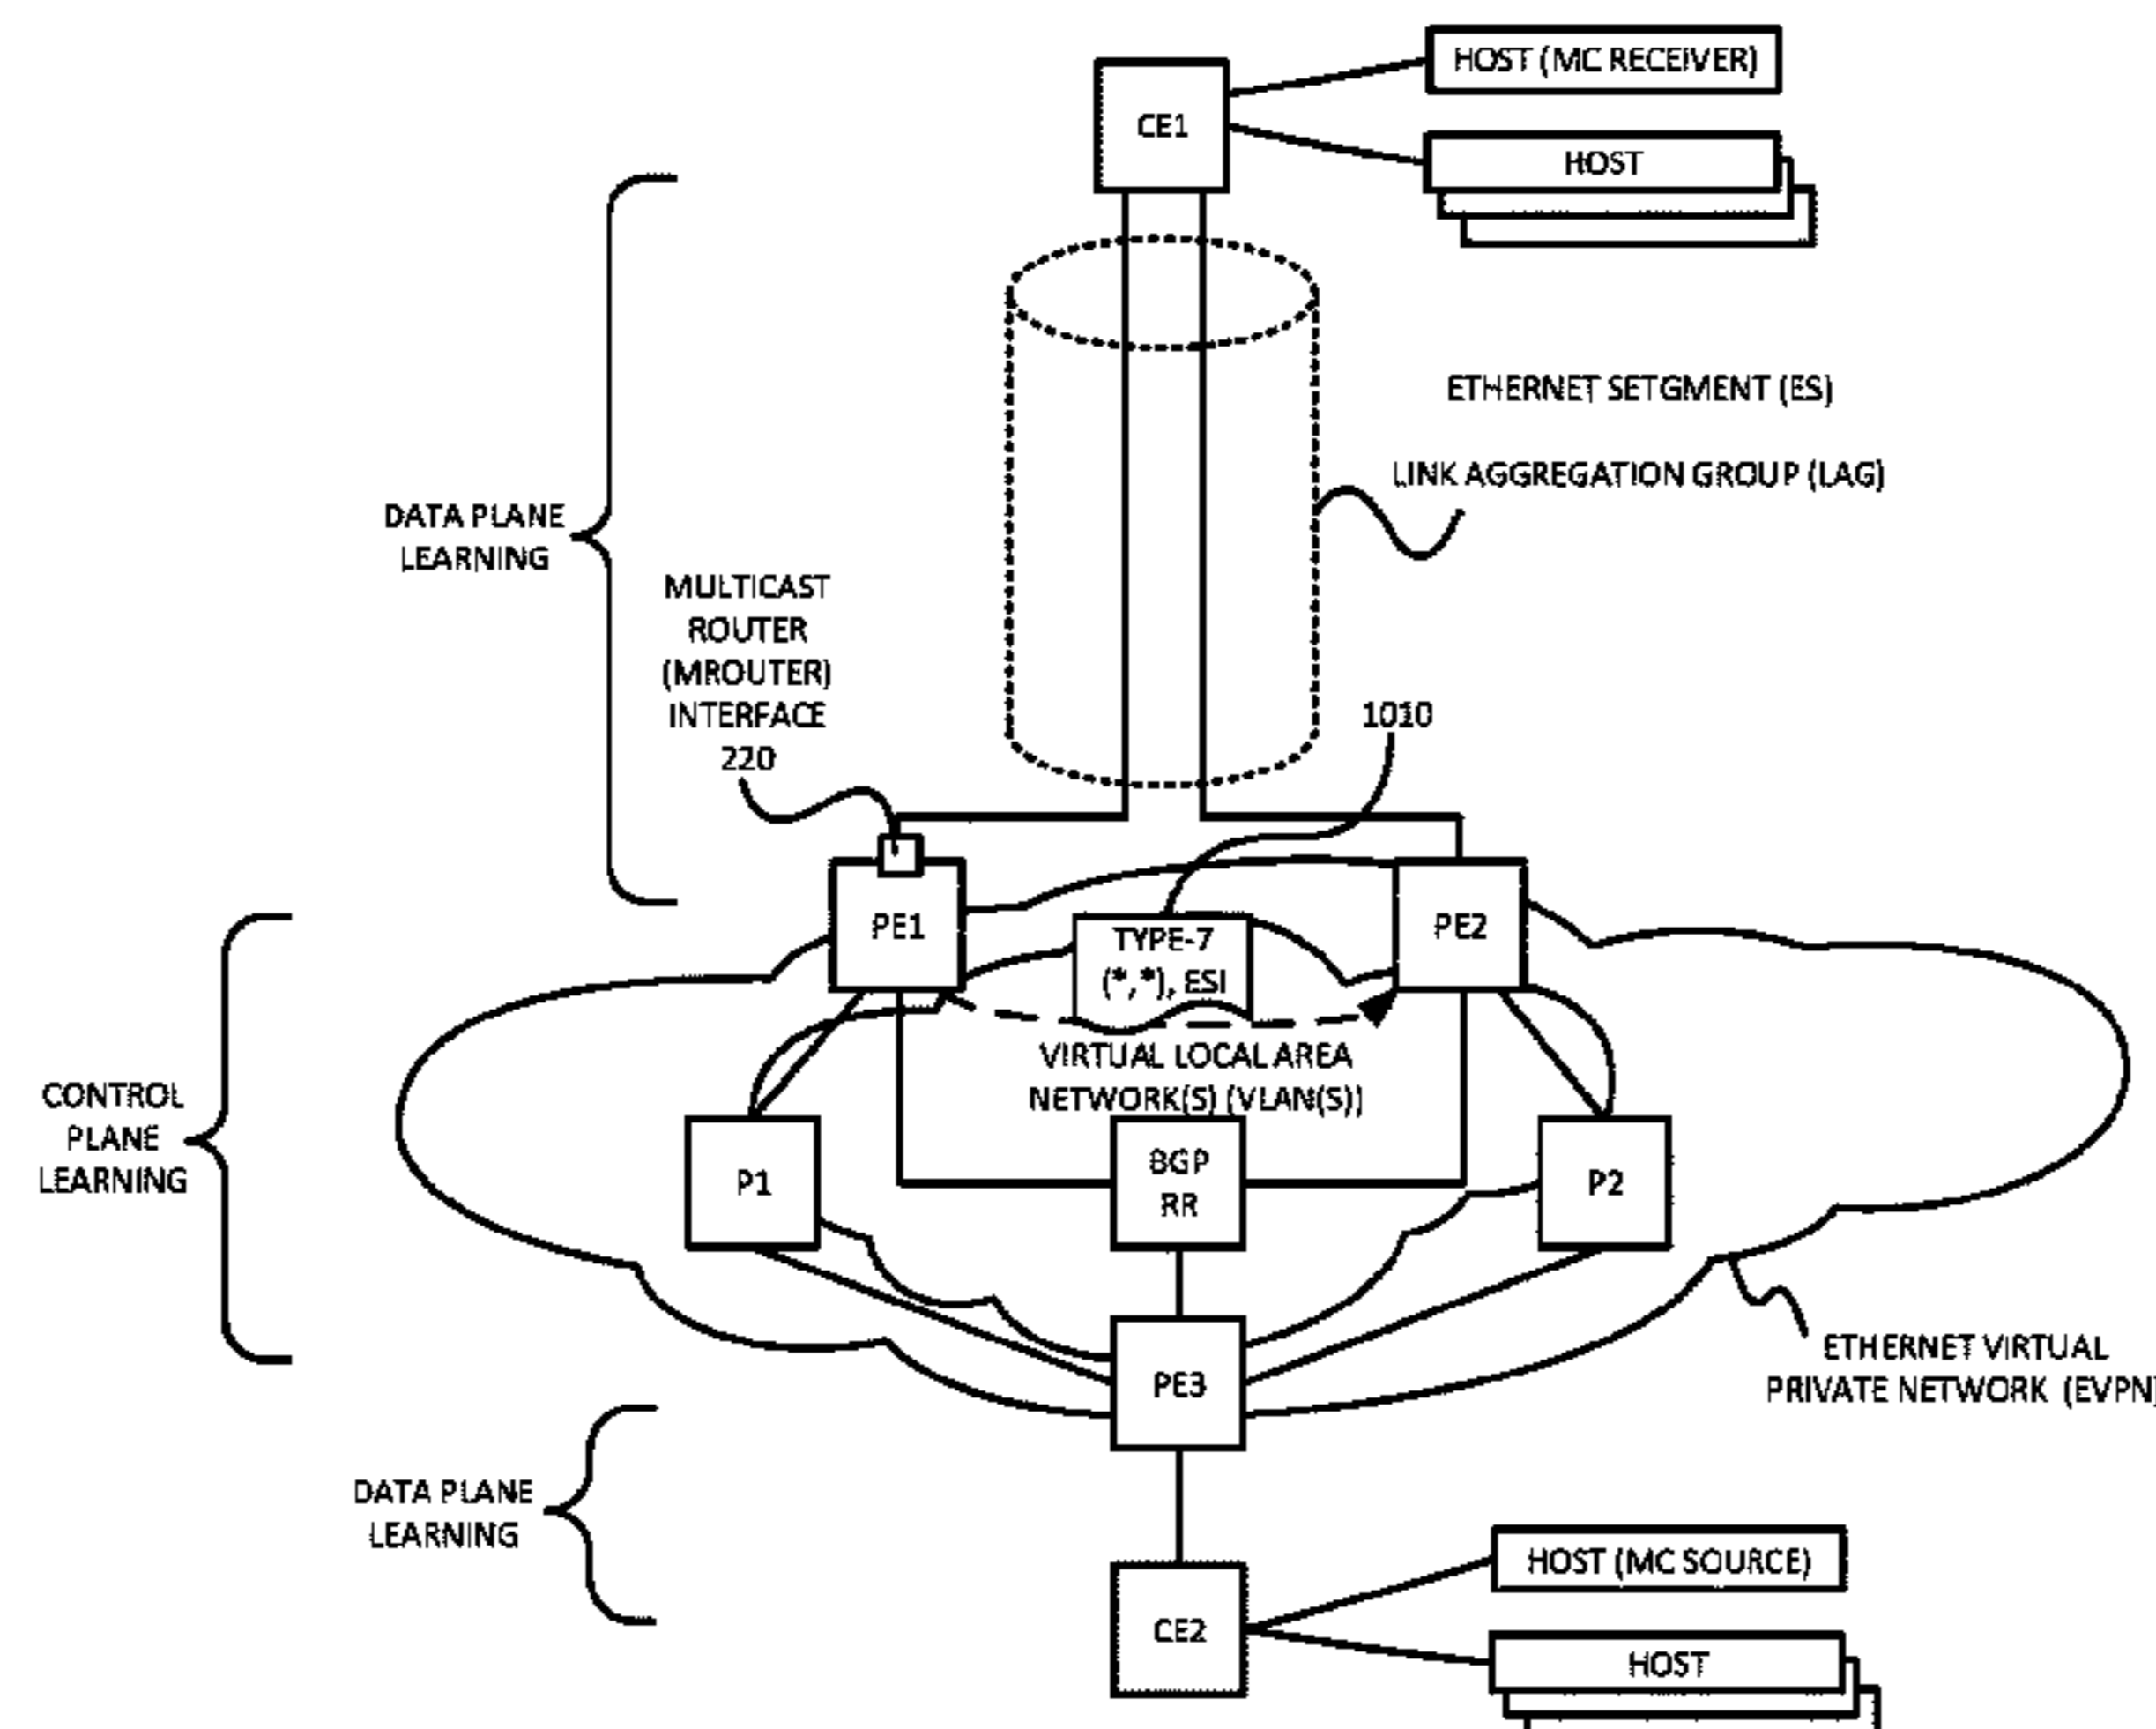 HOST (MC RECEIVER)
CE1
HOST
ETHERNET SETGMENT (ES)
LINK AGGREGATION GROUP (LAG)
DATA PLANE
LEARNING
MULTICAST
ROUTER
(MROUTER)
INTERFACE
220
1010
PE1
TYPE-7
(*,*), ESI
PE2
VIRTUAL LOCAL AREA
NETWORK(S) (VLAN(S))
CONTROL
PLANE
LEARNING
P1
BGP
RR
P2
PE3
ETHERNET VIRTUAL
PRIVATE NETWORK (EVPN)
DATA PLANE
LEARNING
HOST (MC SOURCE)
CE2
HOST